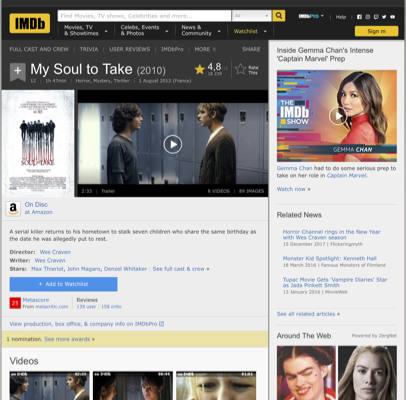 IMDb
Find Movies, TV shows, Celebrities and more...
All
IMDbPro
Help
Movies, TV
& Showtimes
Celebs, Events
& Photos
News &
Community
Watchlist
Sign in
FULL CAST AND CREW | TRIVIA | USER REVIEWS | IMDbPro | MORE
SHARE
My Soul to Take (2010)
4,8
Rate
This
12 | 1h 47min | Horror, Mystery, Thriller | 1 August 2012 (France)
2:33 | Trailer
8 VIDEOS | 89 IMAGES
On Disc
at Amazon
A serial killer returns to his hometown to stalk seven children who share the same birthday as
the date he was allegedly put to rest.
Director: Wes Craven
Writer: Wes Craven
Stars: Max Thieriot, John Magaro, Denzel Whitaker | See full cast & crew »
+ Add to Watchlist
25
Metascore
From metacritic.com
Reviews
139 user | 158 critic
View production, box office, & company info on IMDbPro
1 nomination. See more awards »
Videos
Inside Gemma Chan's Intense
'Captain Marvel' Prep
THE
IMDb
SHOW
GEMMA CHAN
Gemma Chan had to do some serious prep to
take on her role in Captain Marvel.
Watch now »
Related News
Horror Channel rings in the New Year
with Wes Craven season
15 December 2017 | Flickeringmyth
Monster Kid Spotlight: Kenneth Hall
18 March 2016 | Famous Monsters of Filmland
Tupac Movie Gets 'Vampire Diaries' Star
as Jada Pinkett Smith
13 January 2016 | MovieWeb
See all related articles »
Around The Web
Powered by ZergNet